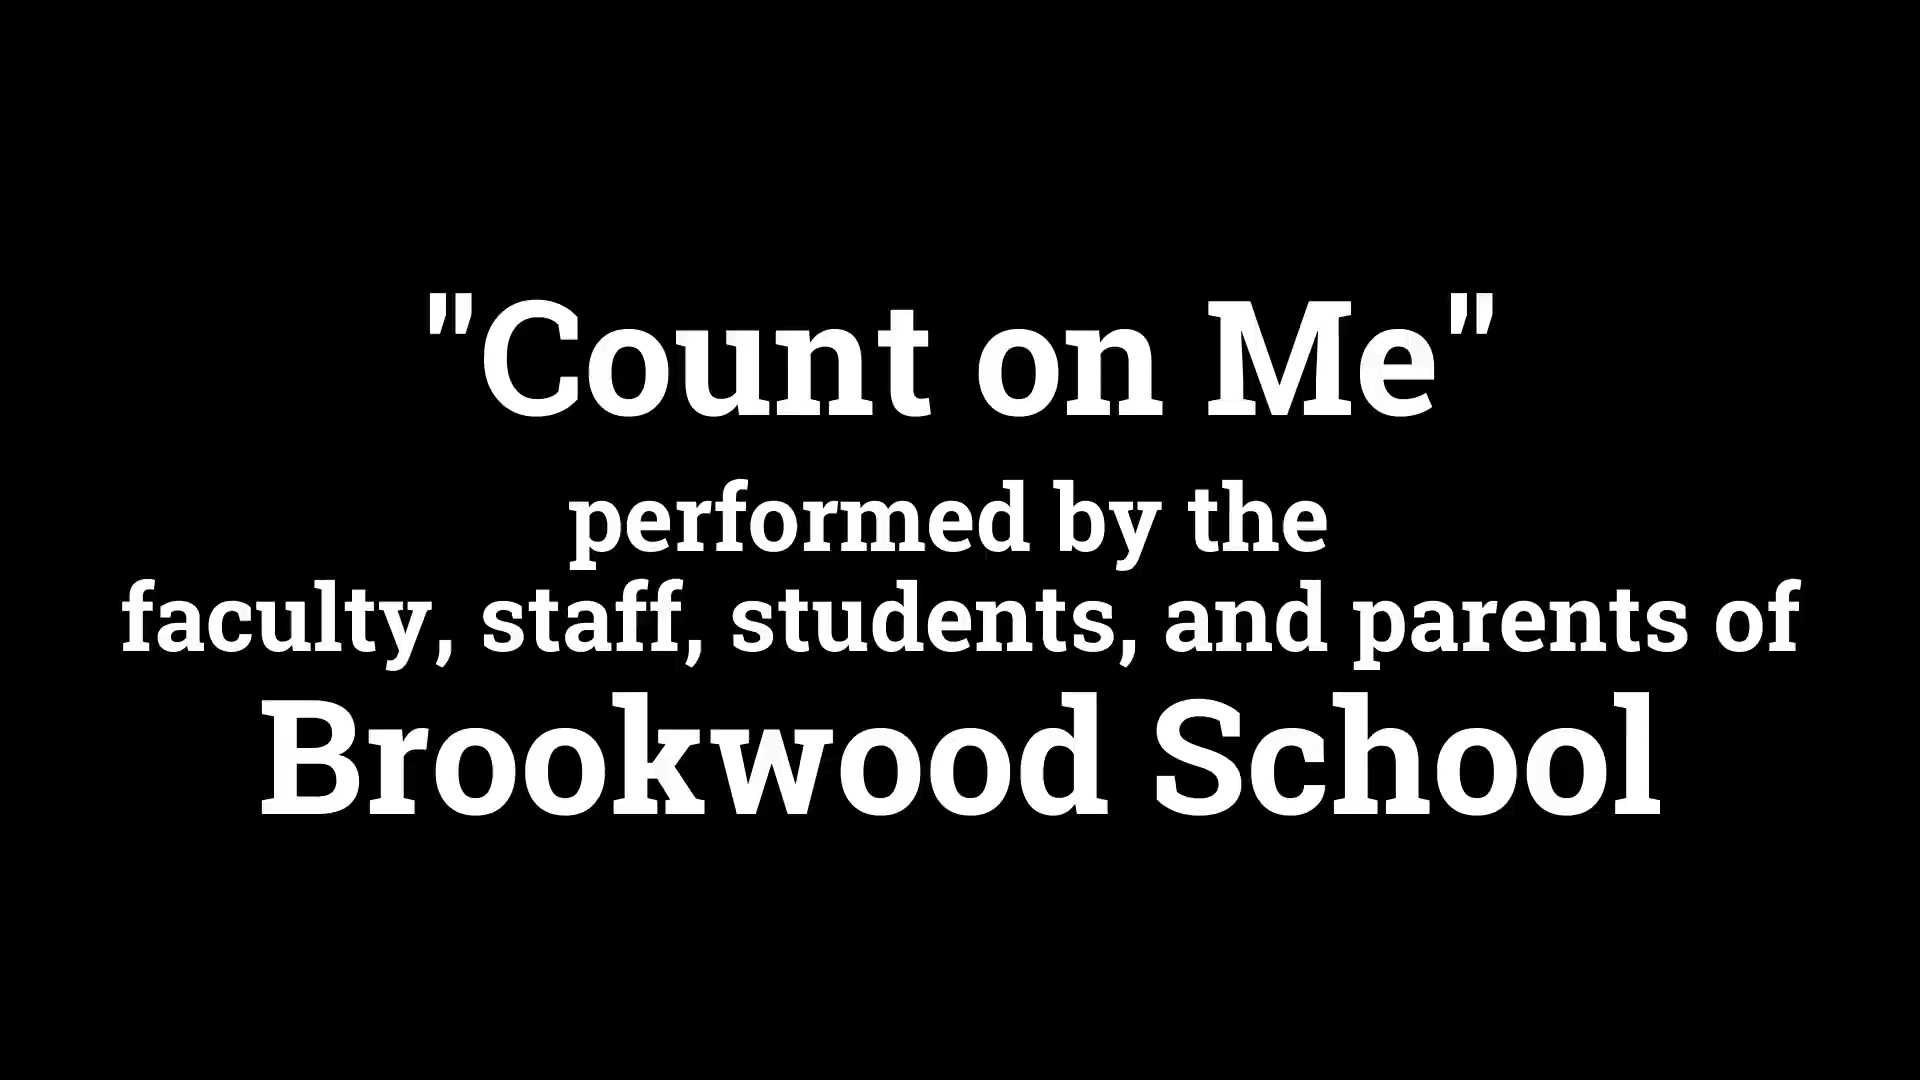 "Count on Me"
performed by the
faculty, staff, students, and parents of
Brookwood School